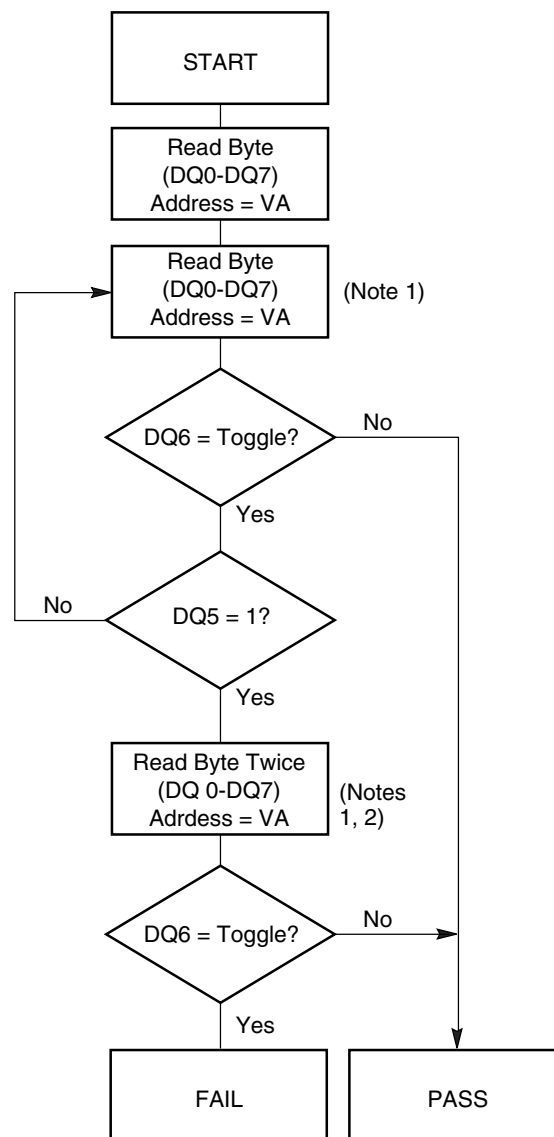 START
Read Byte
(DQ0-DQ7)
Address = VA
Read Byte
(DQ0-DQ7)
Address = VA
(Note 1)
DQ6 = Toggle?
No
Yes
No
DQ5 = 1?
Yes
Read Byte Twice
(DQ 0-DQ7)
Adrdess = VA
(Notes
1, 2)
DQ6 = Toggle?
No
Yes
FAIL
PASS